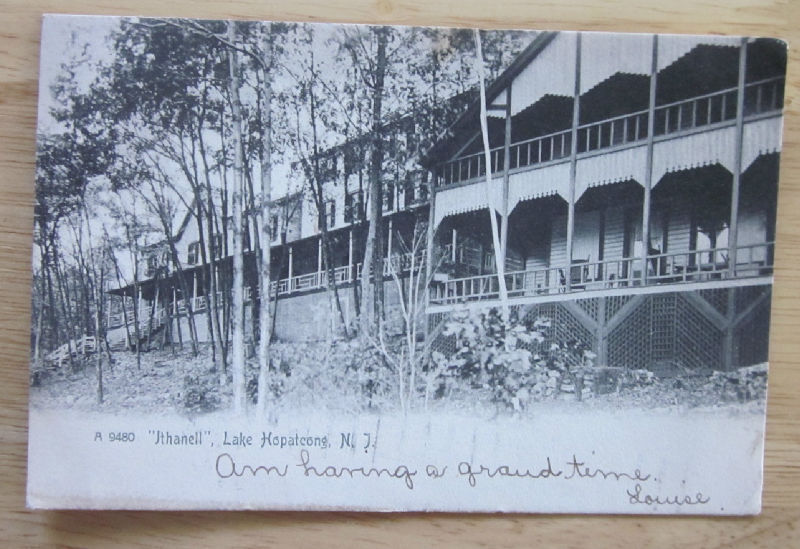 A 9480 "Ithanell", Lake Hopatcong, N. J.
Am having a grand time.
Louise.